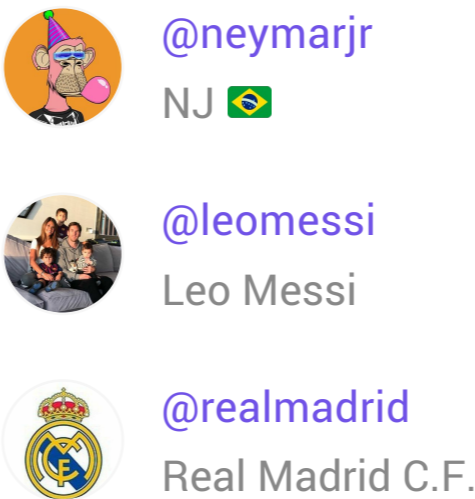 @neymarjr
NJ 🇧🇷
@leomessi
Leo Messi
@realmadrid
Real Madrid C.F.